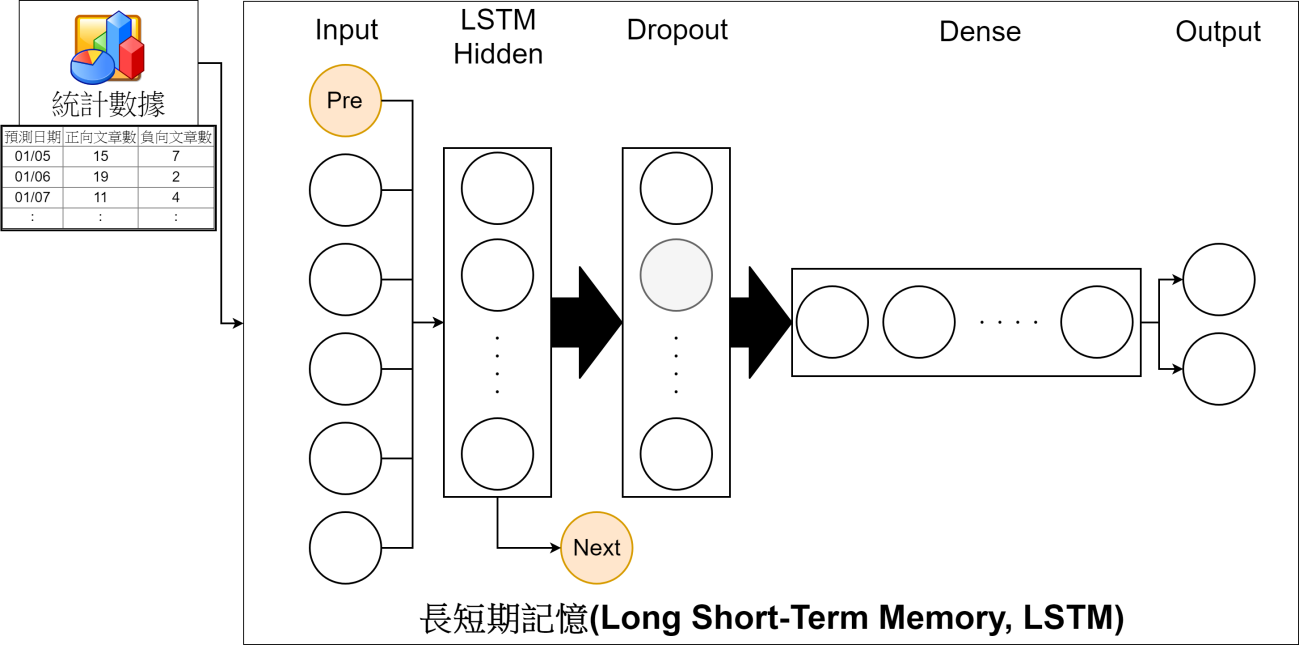 統計數據
預測日期 正向文章數 負向文章數
01/05 15 7
01/06 19 2
01/07 11 4
: : :
Input
LSTM
Hidden
Dropout
Dense
Output
Pre
Next
長短期記憶(Long Short-Term Memory, LSTM)